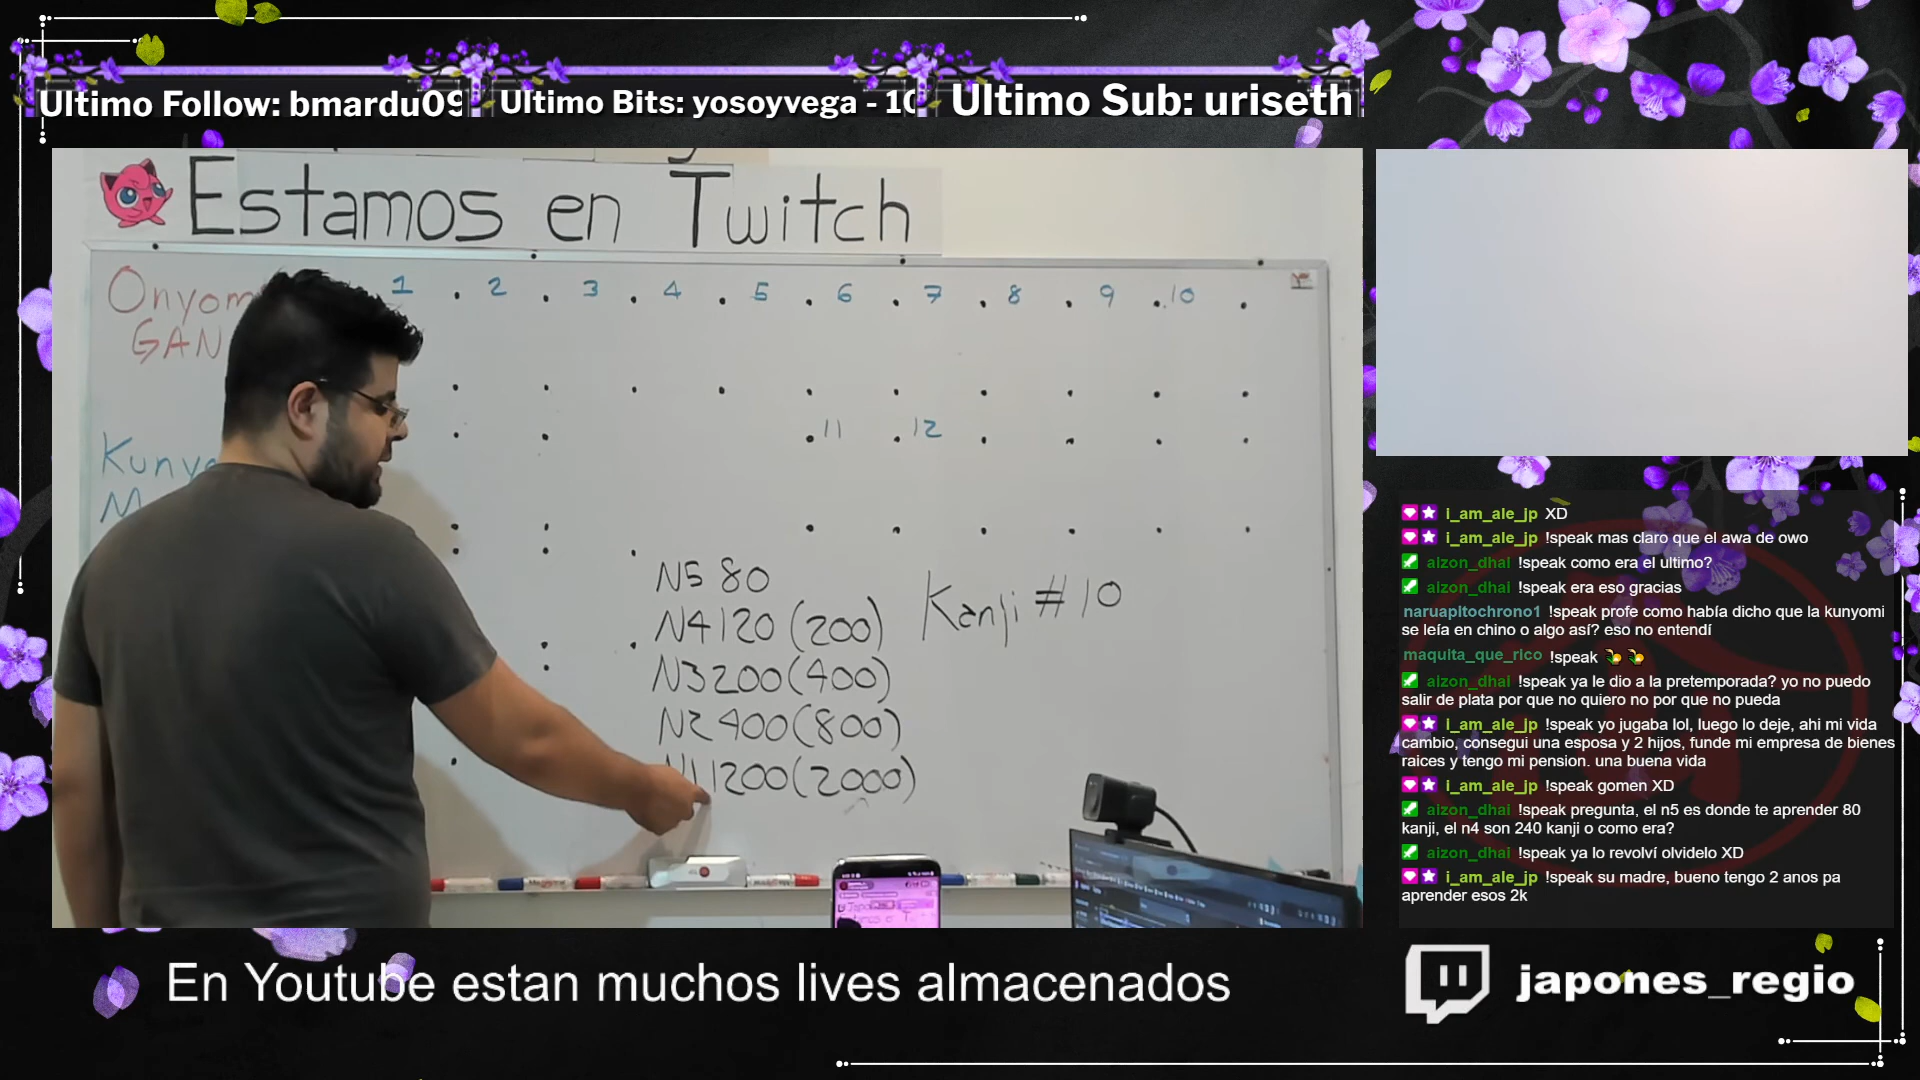 Ultimo Follow: bmardu09
Ultimo Bits: yosoyvega - 10
Ultimo Sub: uriseth
Estamos en Twitch
Onyom
GAN
1 2 3 4 5 6 7 8 9 10
11 12
Kunyo
M
N5 80
N4 120 (200)
N3 200 (400)
N2 400 (800)
N1 1200 (2000)
Kanji #10
i_am_ale_jp XD
i_am_ale_jp !speak mas claro que el awa de owo
aizon_dhai !speak como era el ultimo?
aizon_dhai !speak era eso gracias
naruapitochrono1 !speak profe como había dicho que la kunyomi
se leía en chino o algo así? eso no entendí
maquita_que_rico !speak
aizon_dhai !speak ya le dio a la pretemporada? yo no puedo
salir de plata por que no quiero no por que no pueda
i_am_ale_jp !speak yo jugaba lol, luego lo deje, ahi mi vida
cambio, consegui una esposa y 2 hijos, funde mi empresa de bienes
raices y tengo mi pension. una buena vida
i_am_ale_jp !speak gomen XD
aizon_dhai !speak pregunta, el n5 es donde te aprender 80
kanji, el n4 son 240 kanji o como era?
aizon_dhai !speak ya lo revolví olvidelo XD
i_am_ale_jp !speak su madre, bueno tengo 2 anos pa
aprender esos 2k
En Youtube estan muchos lives almacenados
japones_regio